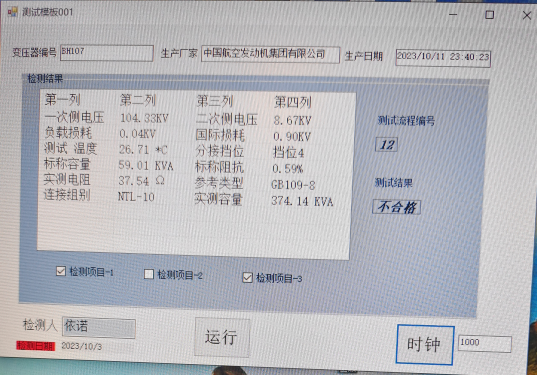 测试模板001
变压器编号 BH107 生产厂家 中国航空发动机集团有限公司 生产日期 2023/10/11 23:40:23
检测结果
第一列 第二列 第三列 第四列
一次侧电压 104.33KV 二次侧电压 8.67KV
负载损耗 0.04KV 国际损耗 0.90KV
测试 温度 26.71 *C 分接挡位 挡位4
标称容量 59.01 KVA 标称阻抗 0.59%
实测电阻 37.54 Ω 参考类型 GB109-8
连接组别 NTL-10 实测容量 374.14 KVA
测试流程编号
12
测试结果
不合格
检测项目-1 检测项目-2 检测项目-3
检测人 依诺 运行 时钟 1000
检测日期 2023/10/3